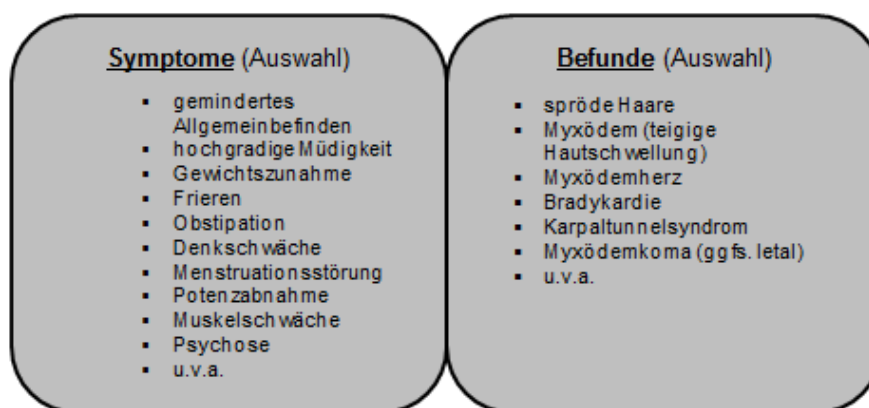 Symptome (Auswahl)
▪ gemindertes
Allgemeinbefinden
▪ hochgradige Müdigkeit
▪ Gewichtszunahme
▪ Frieren
▪ Obstipation
▪ Denkschwäche
▪ Menstruationsstörung
▪ Potenzabnahme
▪ Muskelschwäche
▪ Psychose
▪ u.v.a.
Befunde (Auswahl)
▪ spröde Haare
▪ Myxödem (teigige
Hautschwellung)
▪ Myxödemherz
▪ Bradykardie
▪ Karpaltunnelsyndrom
▪ Myxödemkoma (ggfs. letal)
▪ u.v.a.